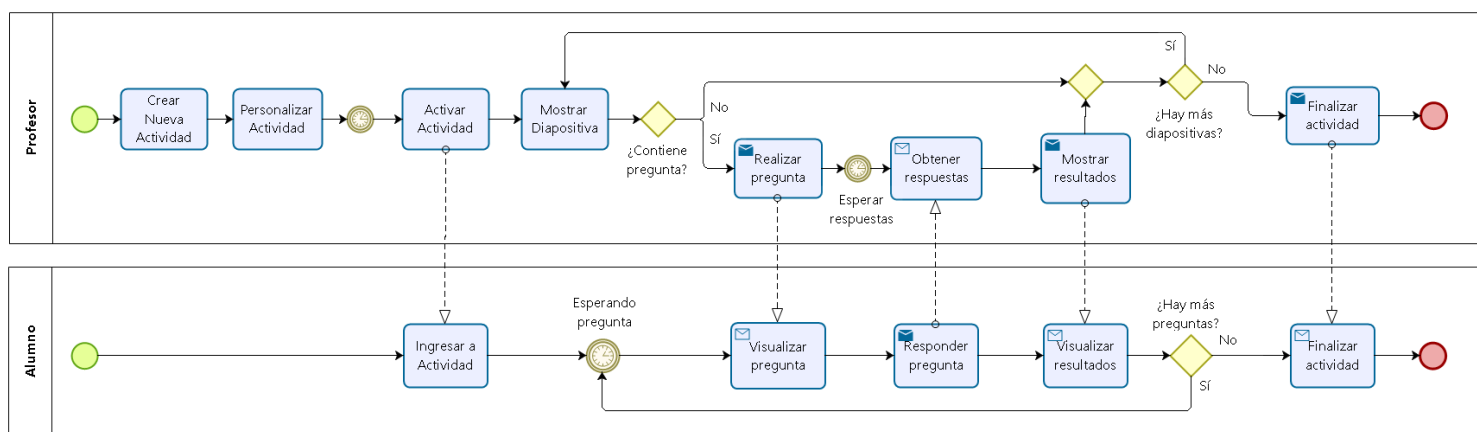 Profesor
Crear
Nueva
Actividad
Personalizar
Actividad
Activar
Actividad
Mostrar
Diapositiva
¿Contiene
pregunta?
No
Sí
Realizar
pregunta
Esperar
respuestas
Obtener
respuestas
Mostrar
resultados
Sí
No
¿Hay más
diapositivas?
Finalizar
actividad
Alumno
Ingresar a
Actividad
Esperando
pregunta
Visualizar
pregunta
Responder
pregunta
Visualizar
resultados
¿Hay más
preguntas?
No
Sí
Finalizar
actividad